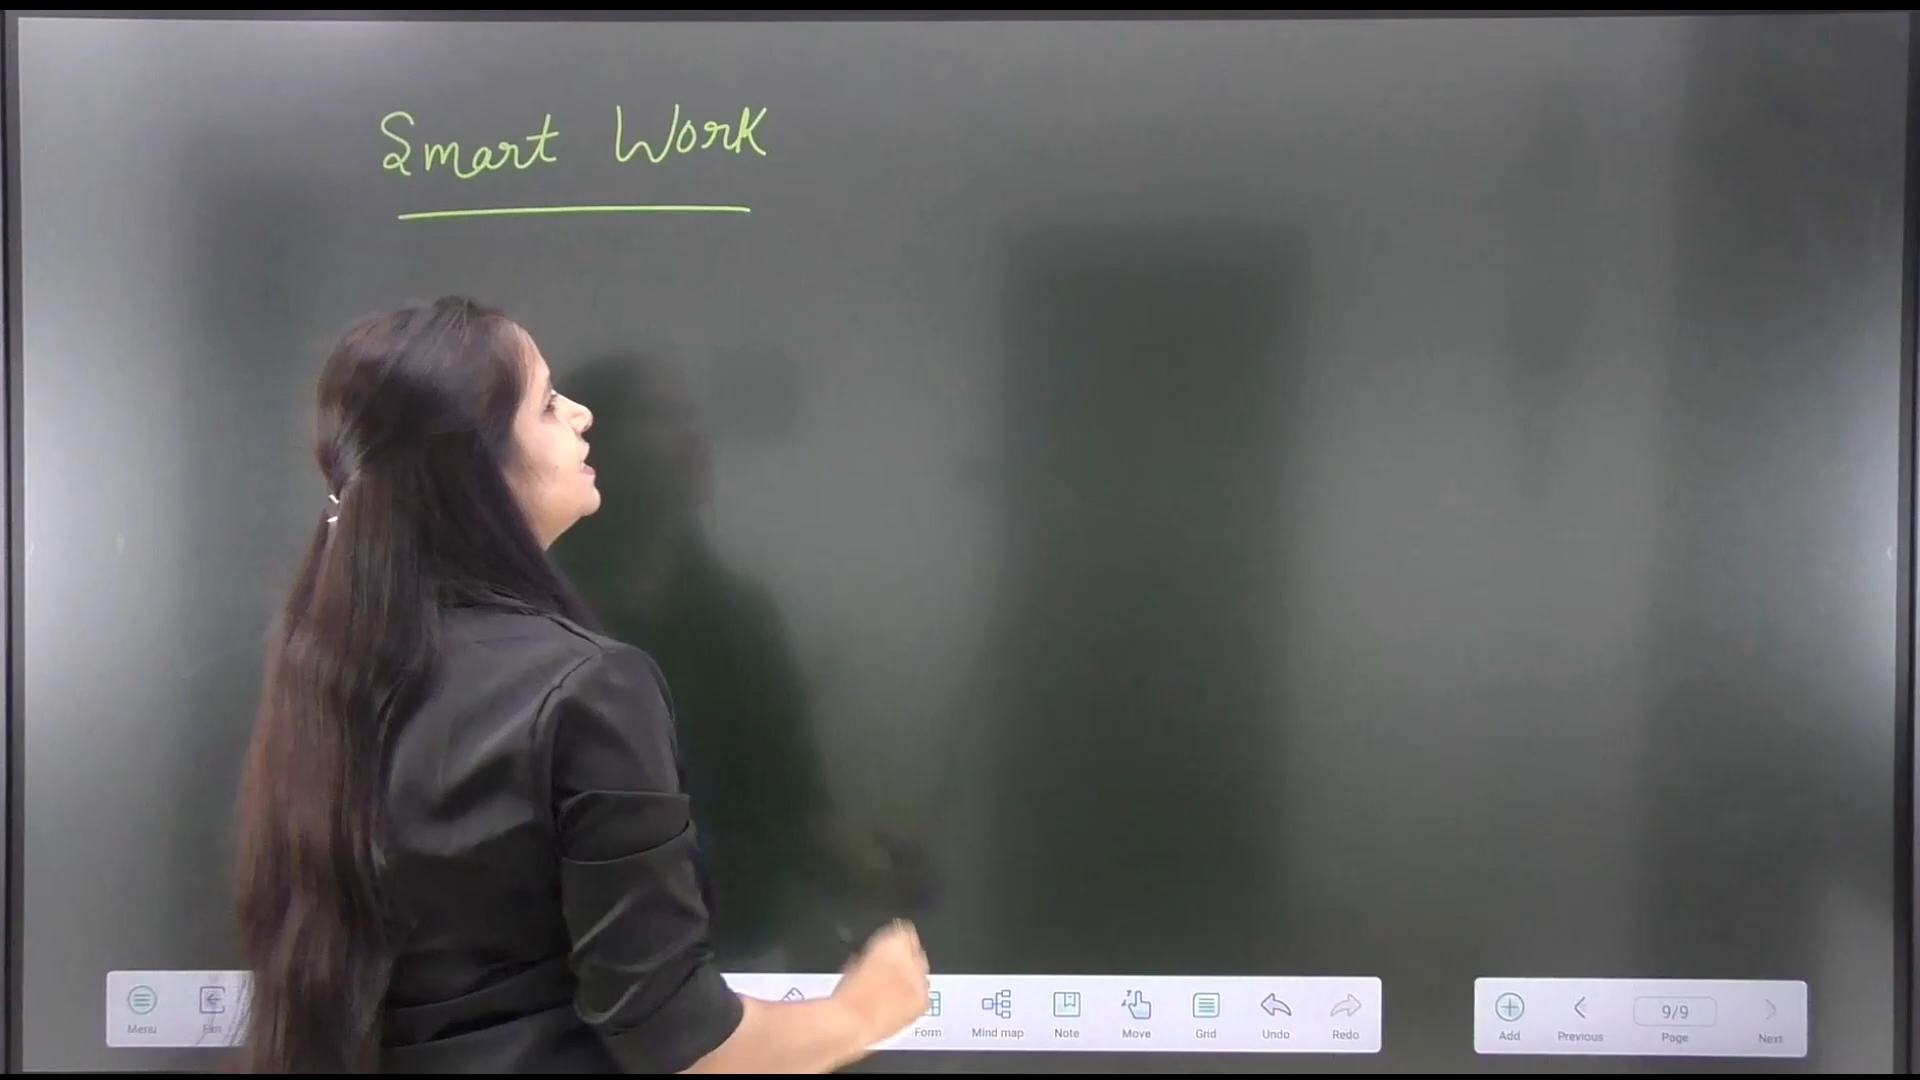 Smart Work
Menu
Form Mind map Note Move Grid Undo Redo
Add Previous 9/9 Page Next